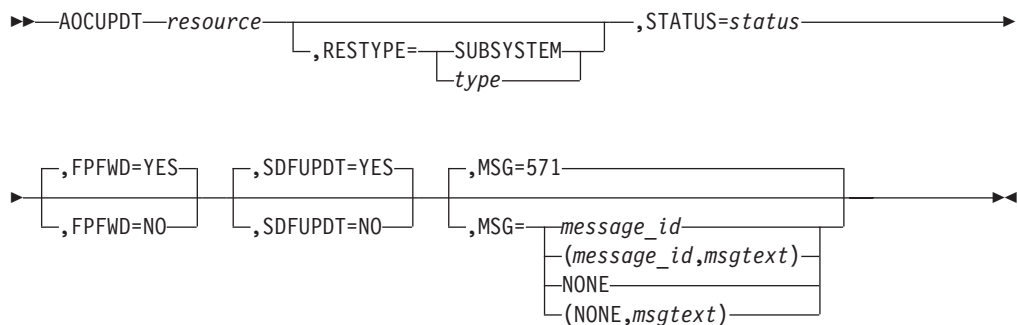 AOCUPDT resource ,STATUS=status
,RESTYPE= SUBSYSTEM
type
,FPFWD=YES ,SDFUPDT=YES ,MSG=571
,FPFWD=NO ,SDFUPDT=NO ,MSG= message_id
(message_id,msgtext)
NONE
(NONE,msgtext)